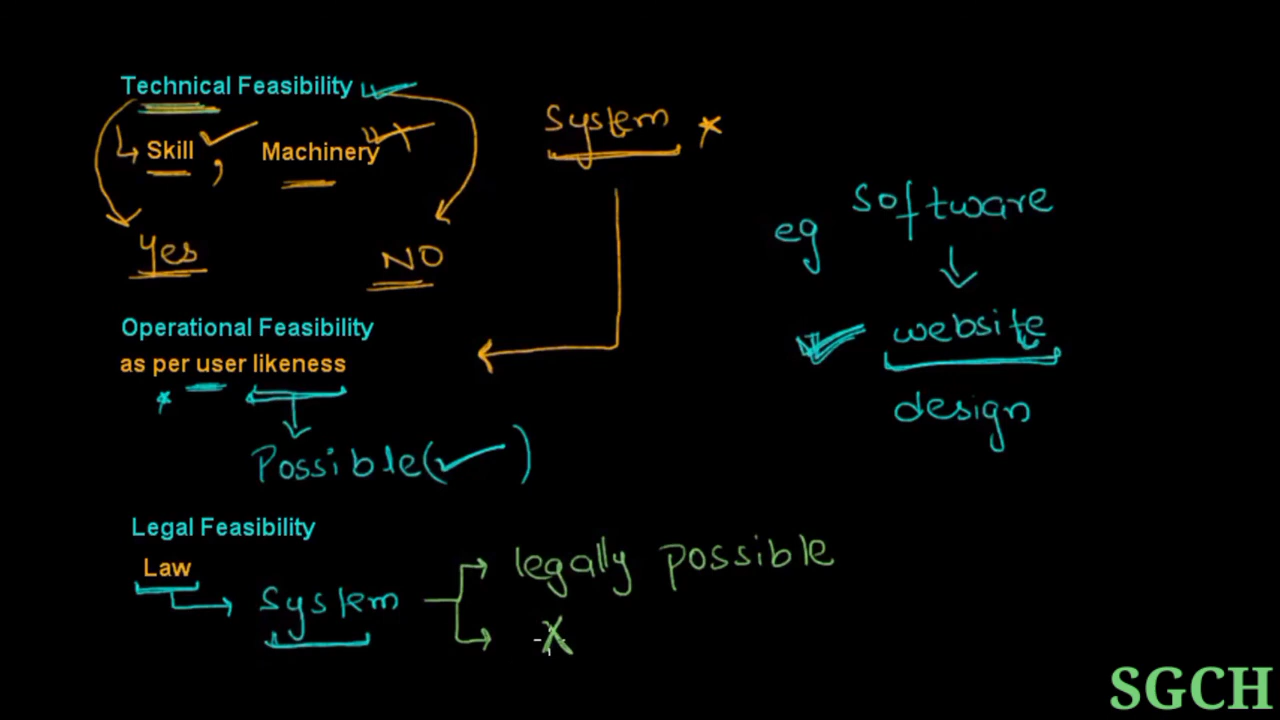 Technical Feasibility
Skill , Machinery
Yes NO
System
eg software
website
design
Operational Feasibility
as per user likeness
Possible( )
Legal Feasibility
Law
System
legally possible
X
SGCH